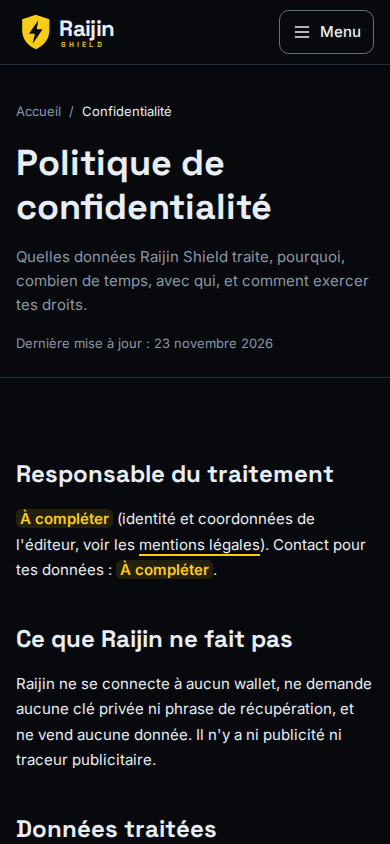 Raijin
SHIELD
Menu
Accueil / Confidentialité
Politique de
confidentialité
Quelles données Raijin Shield traite, pourquoi,
combien de temps, avec qui, et comment exercer
tes droits.
Dernière mise à jour : 23 novembre 2026
Responsable du traitement
À compléter (identité et coordonnées de
l'éditeur, voir les mentions légales). Contact pour
tes données : À compléter.
Ce que Raijin ne fait pas
Raijin ne se connecte à aucun wallet, ne demande
aucune clé privée ni phrase de récupération, et
ne vend aucune donnée. Il n'y a ni publicité ni
traceur publicitaire.
Données traitées